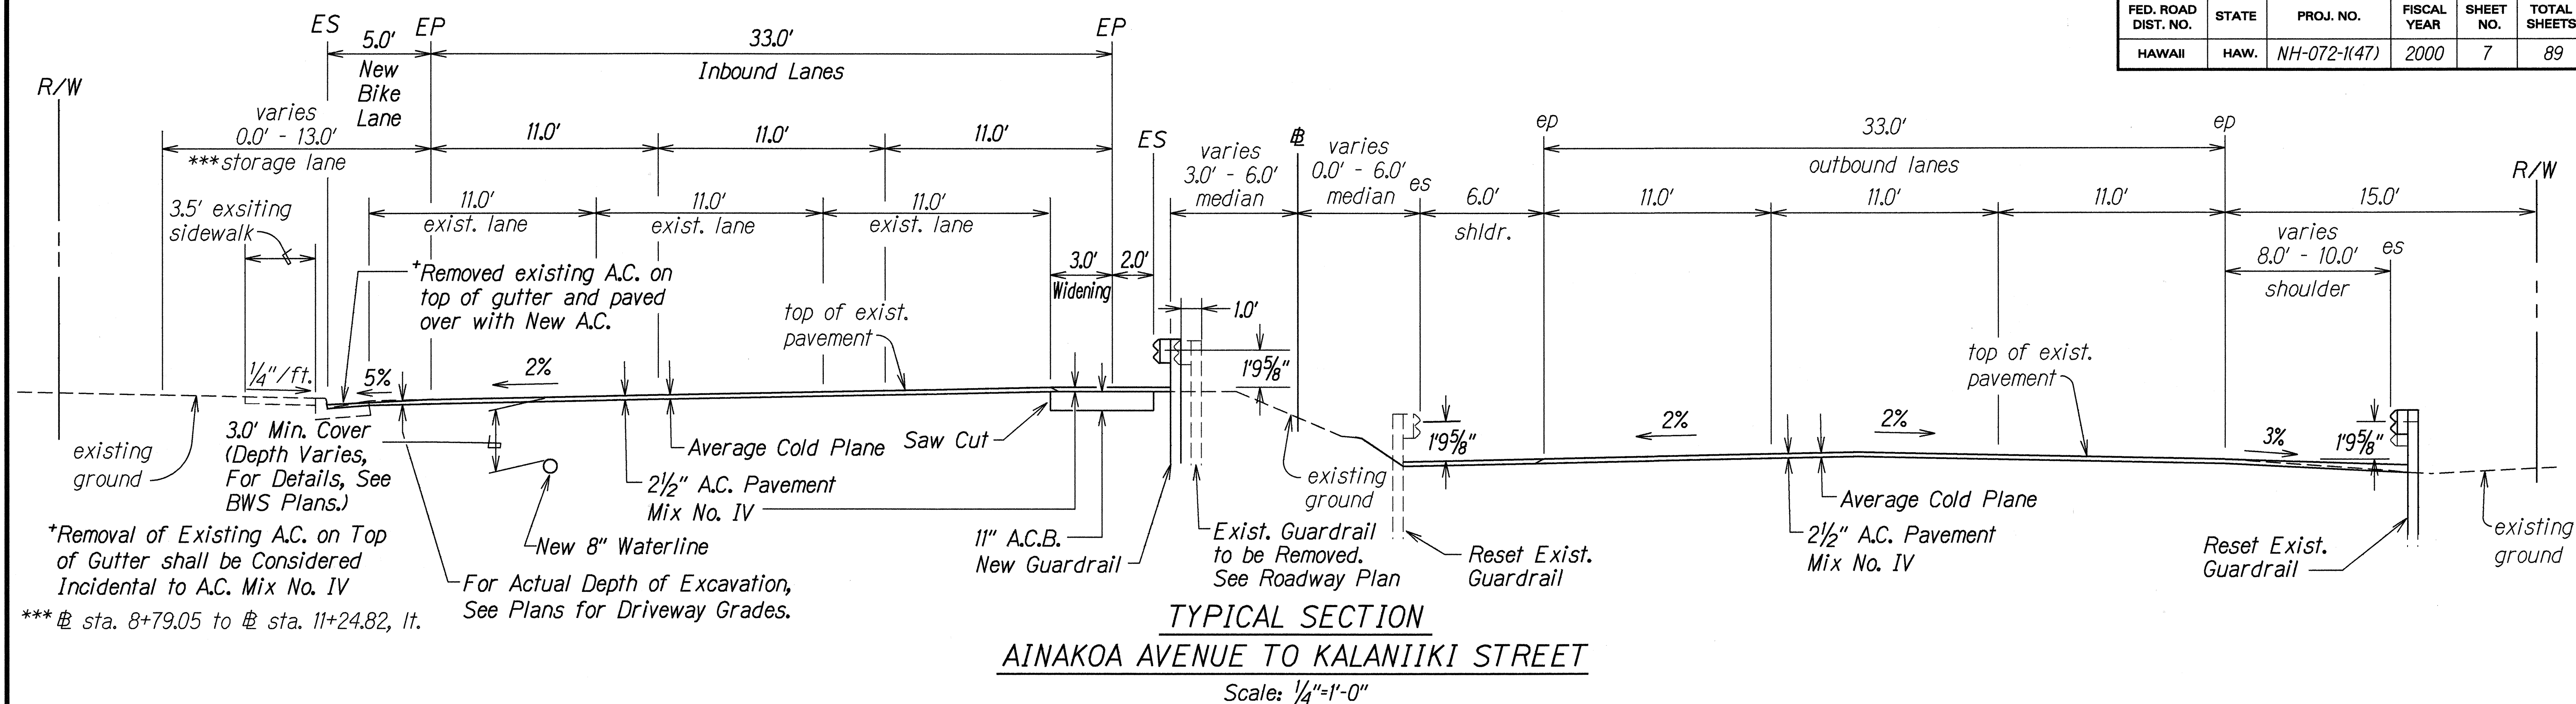 FED. ROAD DIST. NO. STATE PROJ. NO. FISCAL YEAR SHEET NO. TOTAL SHEETS
HAWAII HAW. NH-072-1(47) 2000 7 89
R/W
ES
5.0'
EP
33.0'
EP
New
Bike
Lane
Inbound Lanes
varies
0.0' - 13.0'
***storage lane
11.0'
11.0'
11.0'
3.5' exsiting
sidewalk
11.0'
exist. lane
11.0'
exist. lane
11.0'
exist. lane
ES
varies
3.0' - 6.0'
median
℄
varies
0.0' - 6.0'
median
es
6.0'
shldr.
ep
33.0'
outbound lanes
ep
11.0'
11.0'
11.0'
15.0'
R/W
varies
8.0' - 10.0'
shoulder
es
3.0'
Widening
2.0'
1.0'
+Removed existing A.C. on
top of gutter and paved
over with New A.C.
top of exist.
pavement
1'9⅝"
1/4"/ft.
5%
2%
existing
ground
3.0' Min. Cover
(Depth Varies,
For Details, See
BWS Plans.)
Average Cold Plane
Saw Cut
2½" A.C. Pavement
Mix No. IV
New 8" Waterline
11" A.C.B.
New Guardrail
+Removal of Existing A.C. on Top
of Gutter shall be Considered
Incidental to A.C. Mix No. IV
For Actual Depth of Excavation,
See Plans for Driveway Grades.
***℄ sta. 8+79.05 to ℄ sta. 11+24.82, lt.
existing
ground
Exist. Guardrail
to be Removed.
See Roadway Plan
1'9⅝"
Reset Exist.
Guardrail
2%
2%
top of exist.
pavement
Average Cold Plane
2½" A.C. Pavement
Mix No. IV
3%
1'9⅝"
Reset Exist.
Guardrail
existing
ground
TYPICAL SECTION
AINAKOA AVENUE TO KALANIIKI STREET
Scale: ¼"=1'-0"